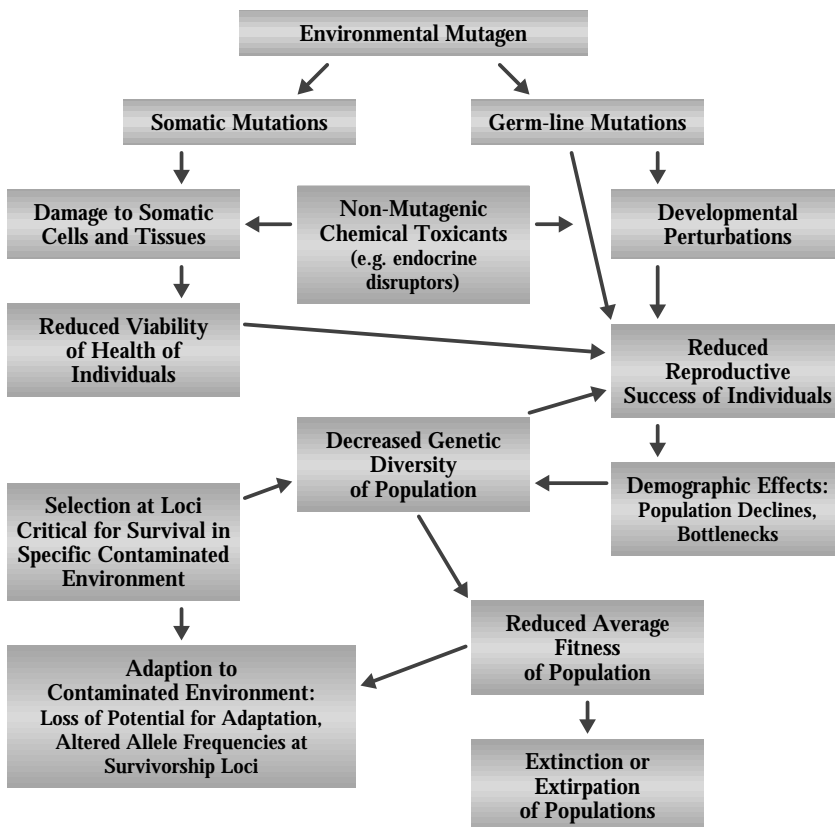 Environmental Mutagen
Somatic Mutations
Germ-line Mutations
Damage to Somatic
Cells and Tissues
Non-Mutagenic
Chemical Toxicants
(e.g. endocrine
disruptors)
Developmental
Perturbations
Reduced Viability
of Health of
Individuals
Reduced
Reproductive
Success of Individuals
Decreased Genetic
Diversity
of Population
Selection at Loci
Critical for Survival in
Specific Contaminated
Environment
Demographic Effects:
Population Declines,
Bottlenecks
Reduced Average
Fitness
of Population
Adaption to
Contaminated Environment:
Loss of Potential for Adaptation,
Altered Allele Frequencies at
Survivorship Loci
Extinction or
Extirpation
of Populations